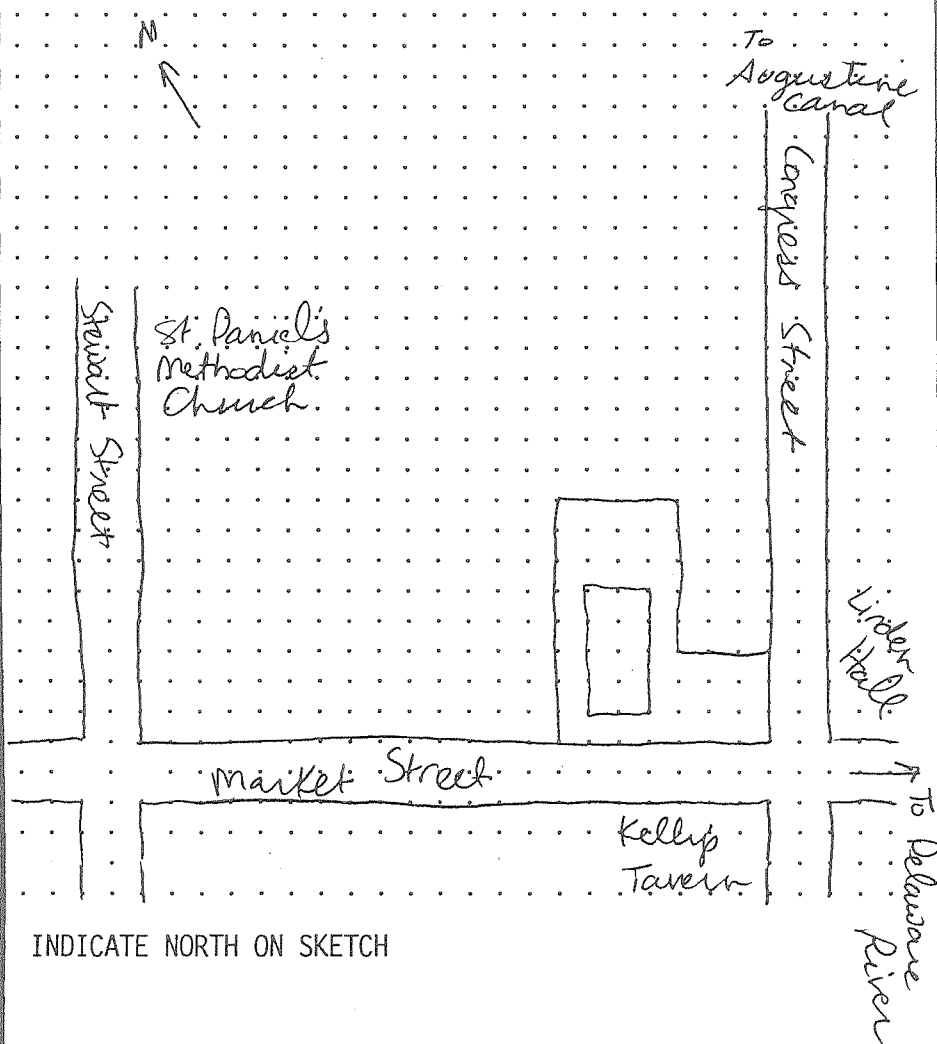 N
To
Augustine
Canal
Congress Street
Stewart Street
St. Daniel's
Methodist
Church
Linden
Hall
Market Street
To Delaware
River
Kelly's
Tavern
INDICATE NORTH ON SKETCH